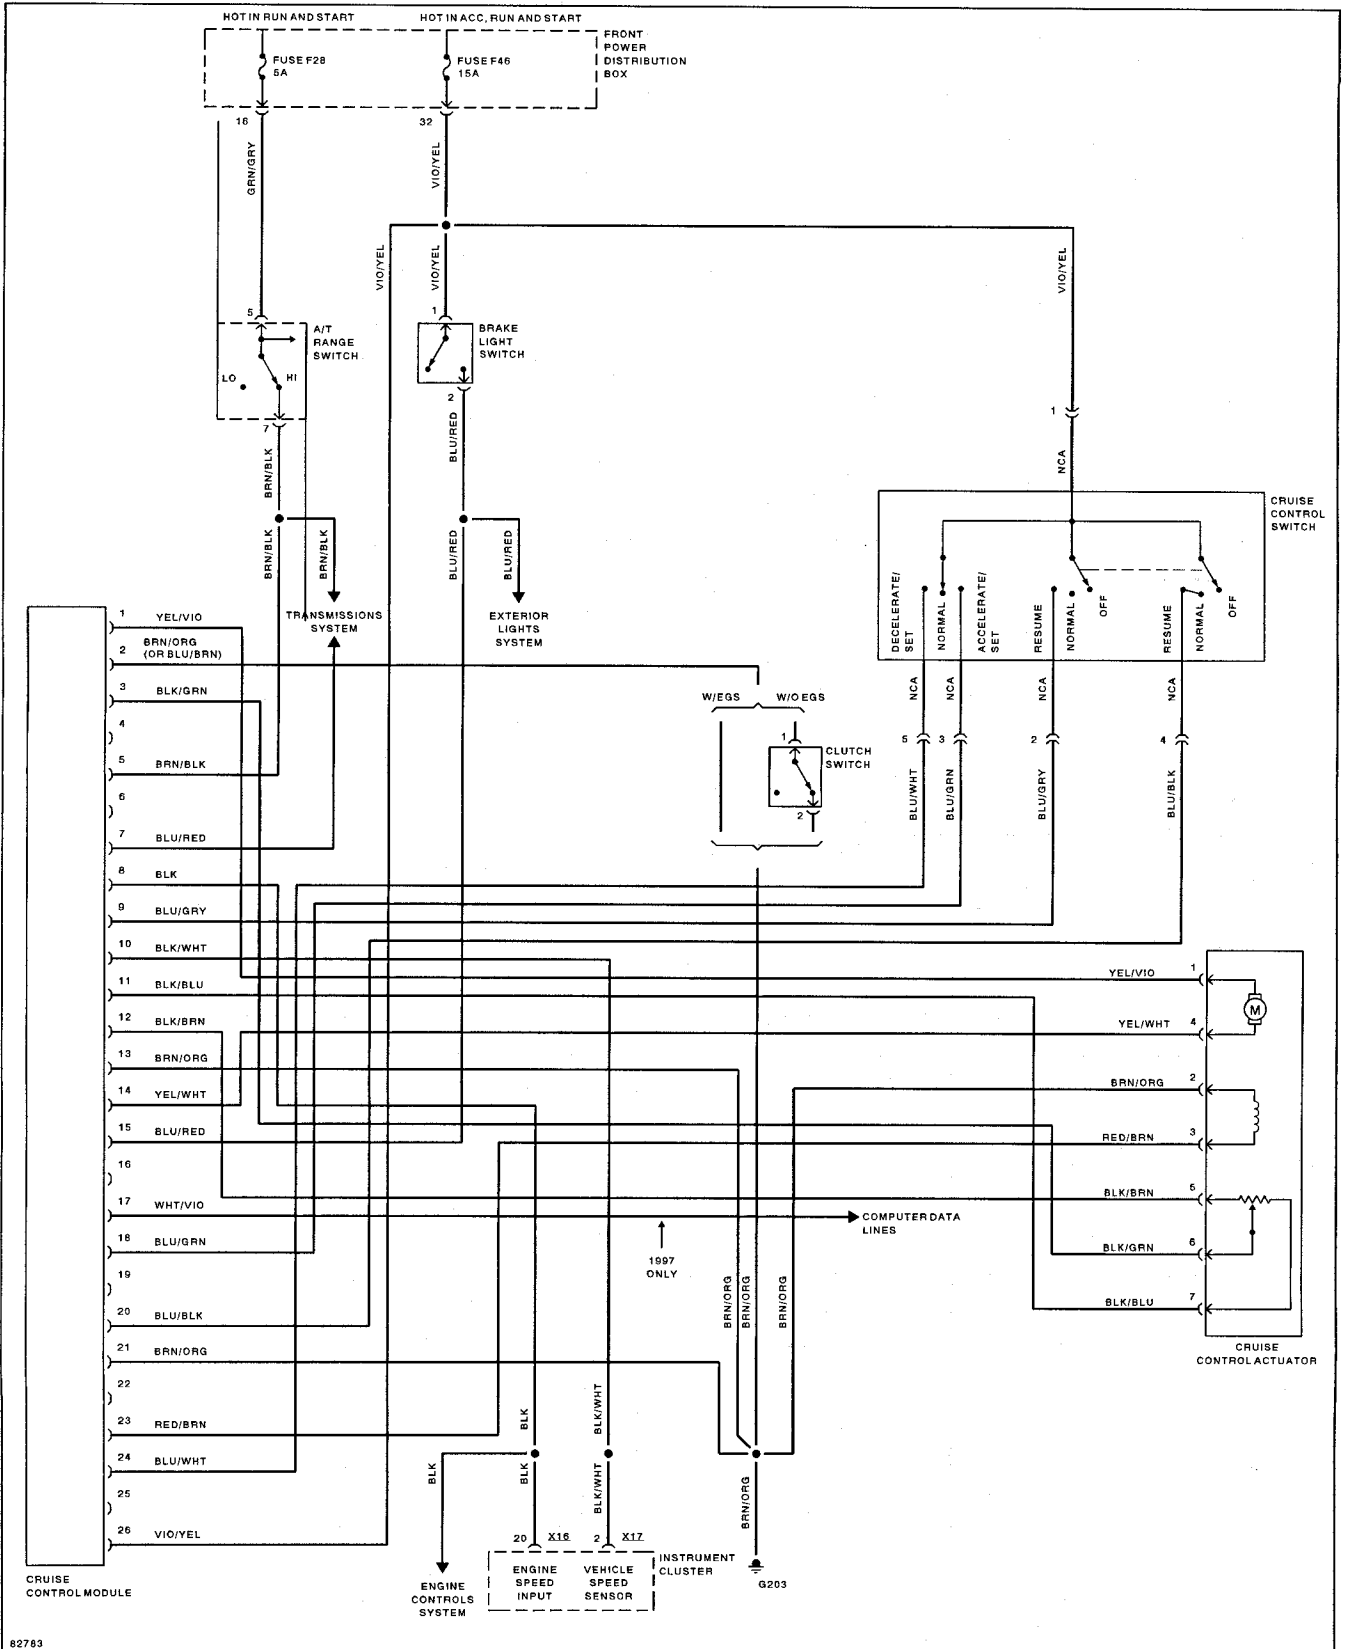 HOT IN RUN AND START
HOT IN ACC, RUN AND START
FUSE F28
5A
FUSE F46
15A
FRONT
POWER
DISTRIBUTION
BOX
16
32
GRN/GRY
VIO/YEL
VIO/YEL
VIO/YEL
VIO/YEL
5
A/T
RANGE
SWITCH
LO
HI
7
1
BRAKE
LIGHT
SWITCH
2
1
BRN/BLK
BLU/RED
NCA
BRN/BLK
BRN/BLK
BLU/RED
BLU/RED
TRANSMISSIONS
SYSTEM
EXTERIOR
LIGHTS
SYSTEM
CRUISE
CONTROL
SWITCH
DECELERATE/
SET
NORMAL
ACCELERATE/
SET
RESUME
NORMAL
OFF
RESUME
NORMAL
OFF
NCA
NCA
NCA
NCA
5
3
2
4
BLU/WHT
BLU/GRN
BLU/GRY
BLU/BLK
W/EGS
W/O EGS
1
CLUTCH
SWITCH
2
1 YEL/VIO
2 BRN/ORG
(OR BLU/BRN)
3 BLK/GRN
4
5 BRN/BLK
6
7 BLU/RED
8 BLK
9 BLU/GRY
10 BLK/WHT
11 BLK/BLU
12 BLK/BRN
13 BRN/ORG
14 YEL/WHT
15 BLU/RED
16
17 WHT/VIO
18 BLU/GRN
19
20 BLU/BLK
21 BRN/ORG
22
23 RED/BRN
24 BLU/WHT
25
26 VIO/YEL
CRUISE
CONTROL MODULE
YEL/VIO 1
M
YEL/WHT 4
BRN/ORG 2
RED/BRN 3
BLK/BRN 5
BLK/GRN 6
BLK/BLU 7
CRUISE
CONTROL ACTUATOR
COMPUTER DATA
LINES
1997
ONLY
BRN/ORG
BRN/ORG
BRN/ORG
BLK
BLK/WHT
BLK
BLK
BLK/WHT
BRN/ORG
20 X16
2 X17
ENGINE
CONTROLS
SYSTEM
ENGINE
SPEED
INPUT
VEHICLE
SPEED
SENSOR
INSTRUMENT
CLUSTER
G203
82763